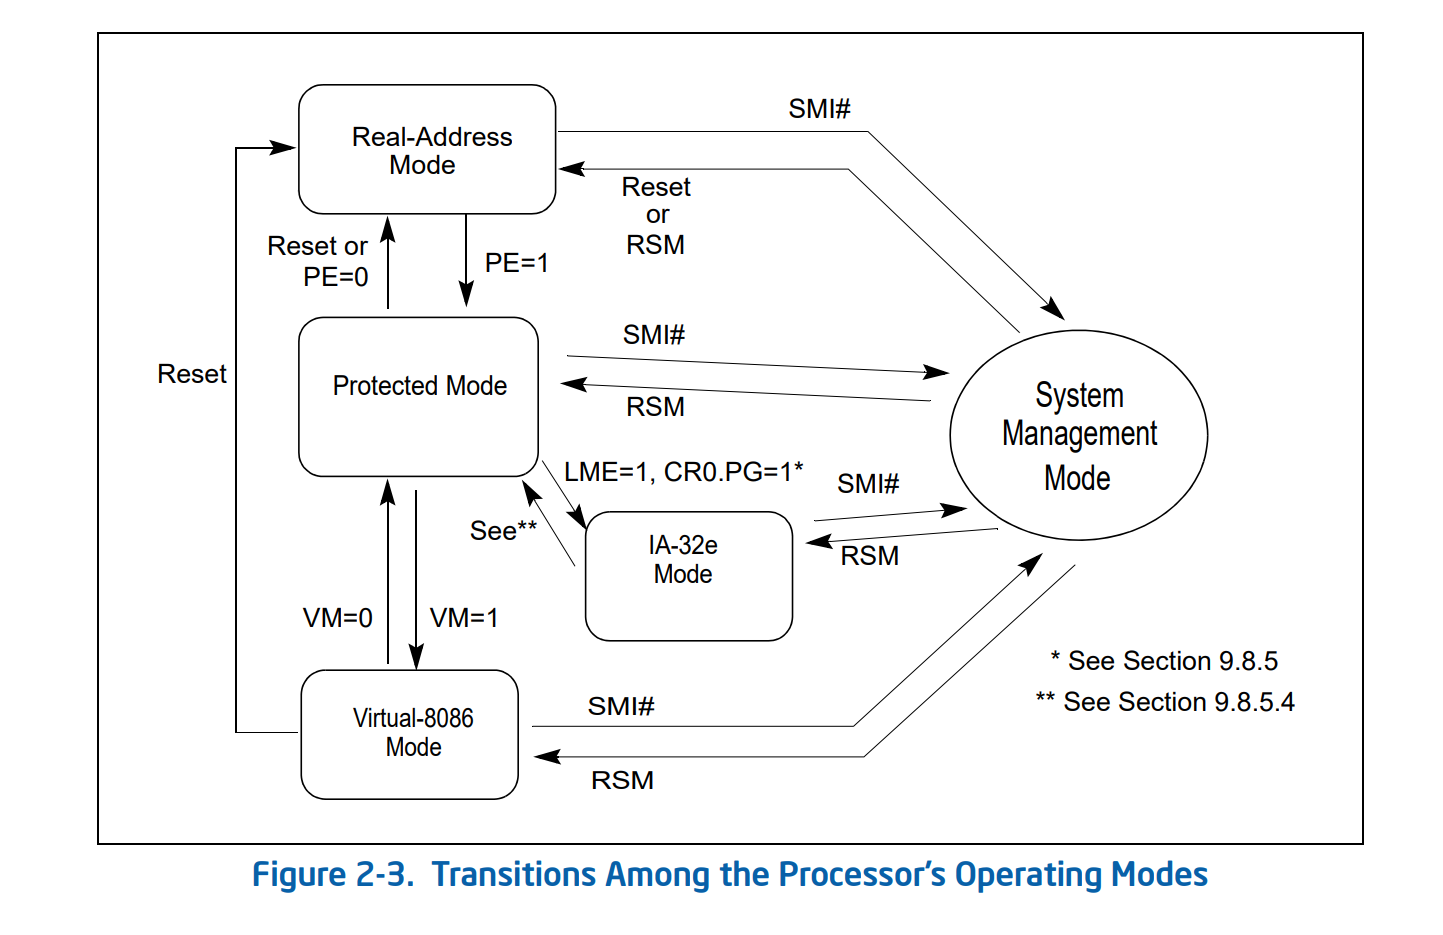 SMI#
Real-Address
Mode
Reset
or
RSM
Reset or
PE=0
PE=1
SMI#
Reset
Protected Mode
RSM
System
Management
Mode
LME=1, CR0.PG=1*
SMI#
See**
IA-32e
Mode
RSM
VM=0
VM=1
* See Section 9.8.5
** See Section 9.8.5.4
Virtual-8086
Mode
SMI#
RSM
Figure 2-3. Transitions Among the Processor’s Operating Modes